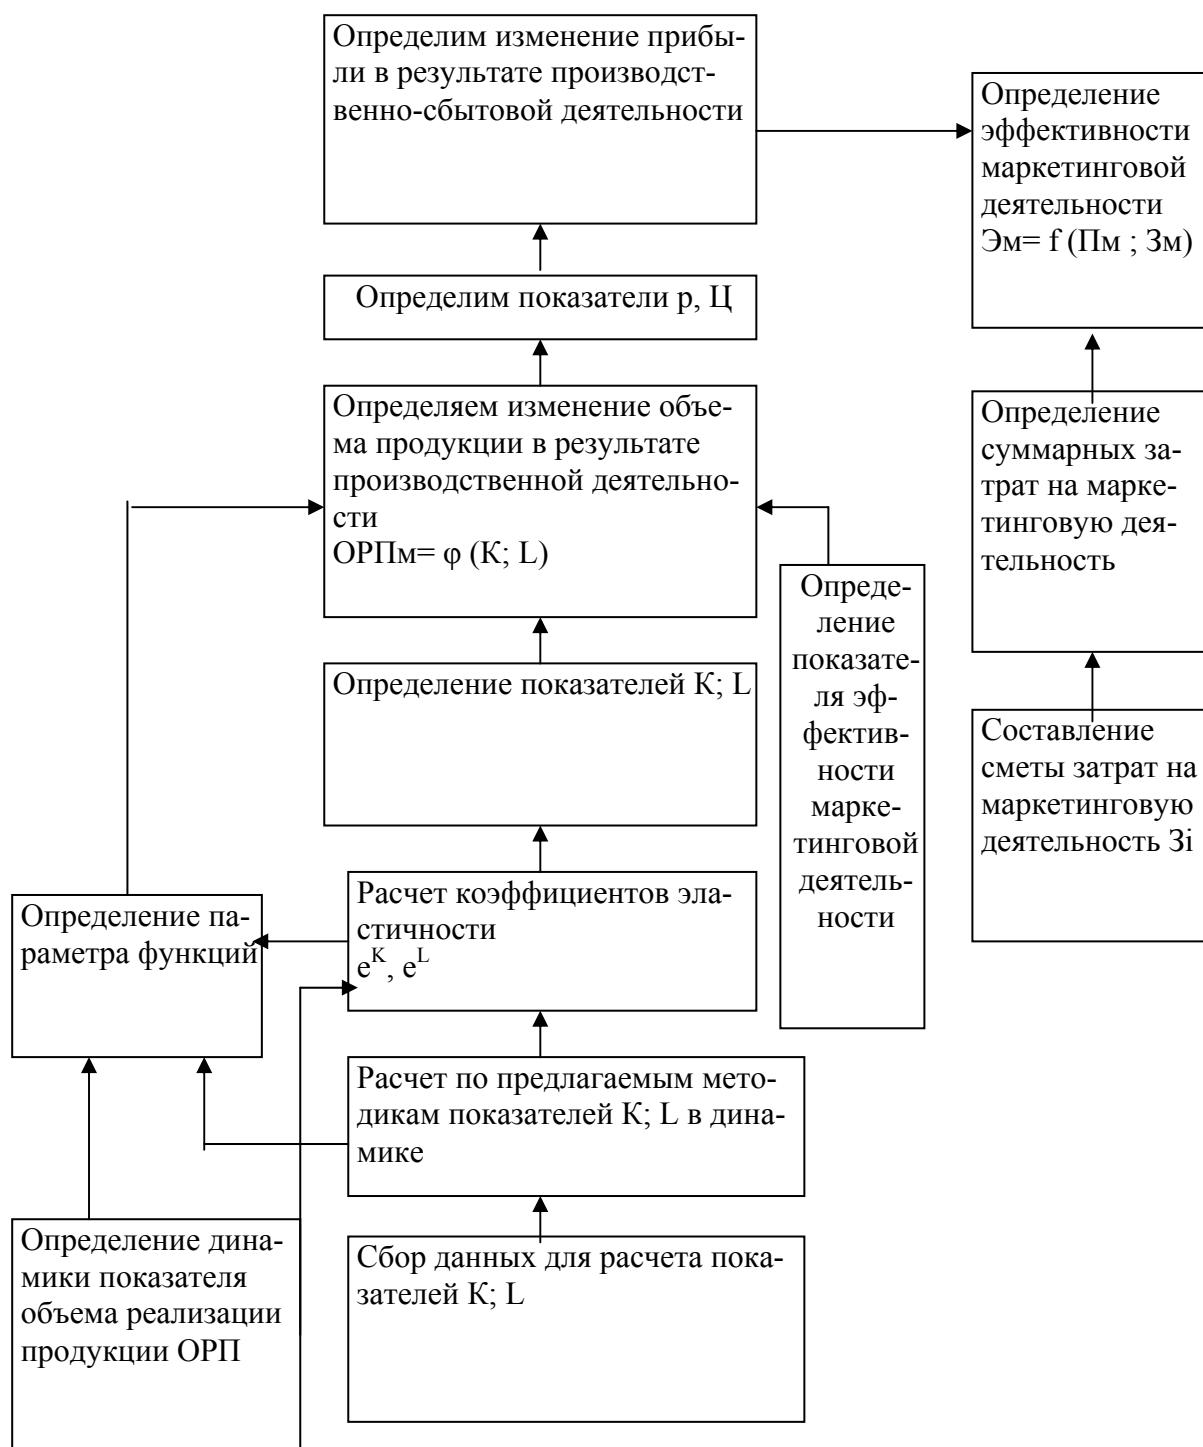 Определим изменение прибы-
ли в результате производст-
венно-сбытовой деятельности
Определение
эффективности
маркетинговой
деятельности
Эм= f (Пм ; Зм)
Определим показатели р, Ц
Определяем изменение объе-
ма продукции в результате
производственной деятельно-
сти
ОРПм= φ (К; L)
Определение
суммарных за-
трат на марке-
тинговую дея-
тельность
Опреде-
ление
показате
ля эф-
фектив-
ности
марке-
тинговой
деятель-
ности
Определение показателей К; L
Составление
сметы затрат на
маркетинговую
деятельность Зi
Расчет коэффициентов эла-
стичности
e^K, e^L
Определение па-
раметра функций
Расчет по предлагаемым мето-
дикам показателей К; L в дина-
мике
Определение дина-
мики показателя
объема реализации
продукции ОРП
Сбор данных для расчета пока-
зателей К; L